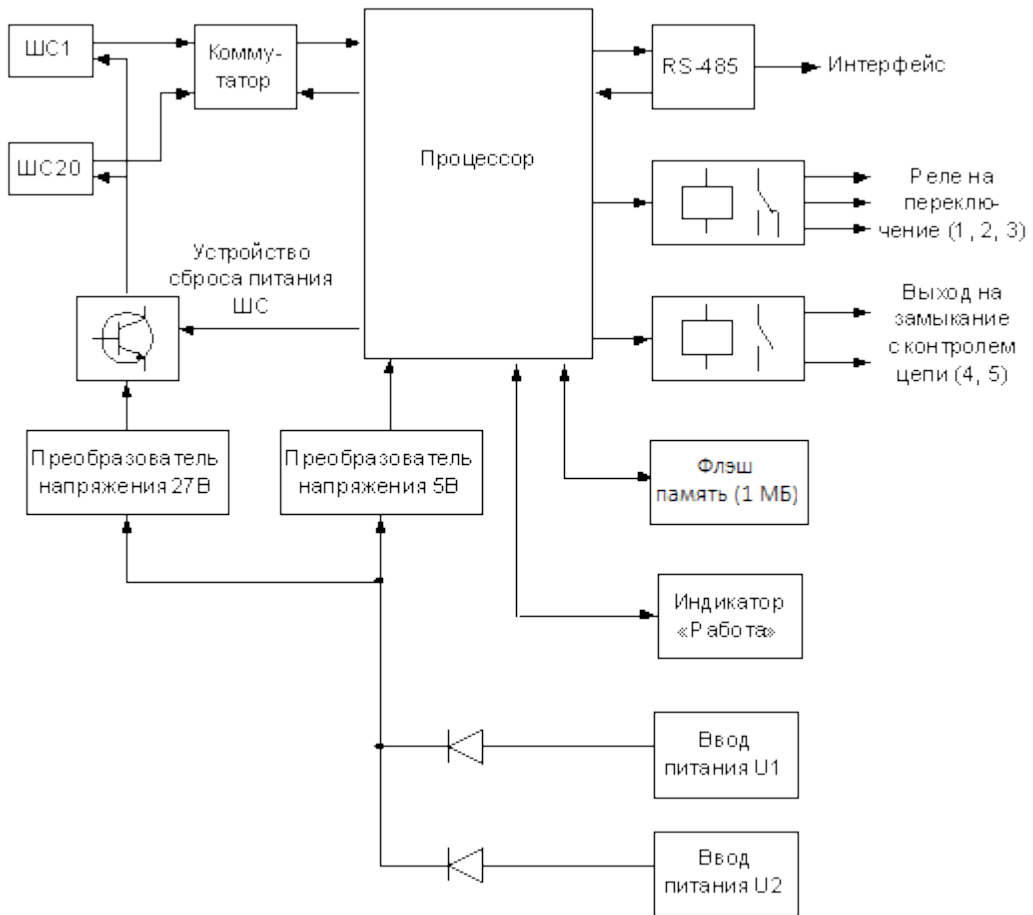 ШС1
Комму-
татор
ШС20
Процессор
RS-485
Интерфейс
Реле на
переклю-
чение (1, 2, 3)
Устройство
сброса питания
ШС
Выход на
замыкание
с контролем
цепи (4, 5)
Преобразователь
напряжения 27В
Преобразователь
напряжения 5В
Флэш
память (1 МБ)
Индикатор
«Работа»
Ввод
питания U1
Ввод
питания U2